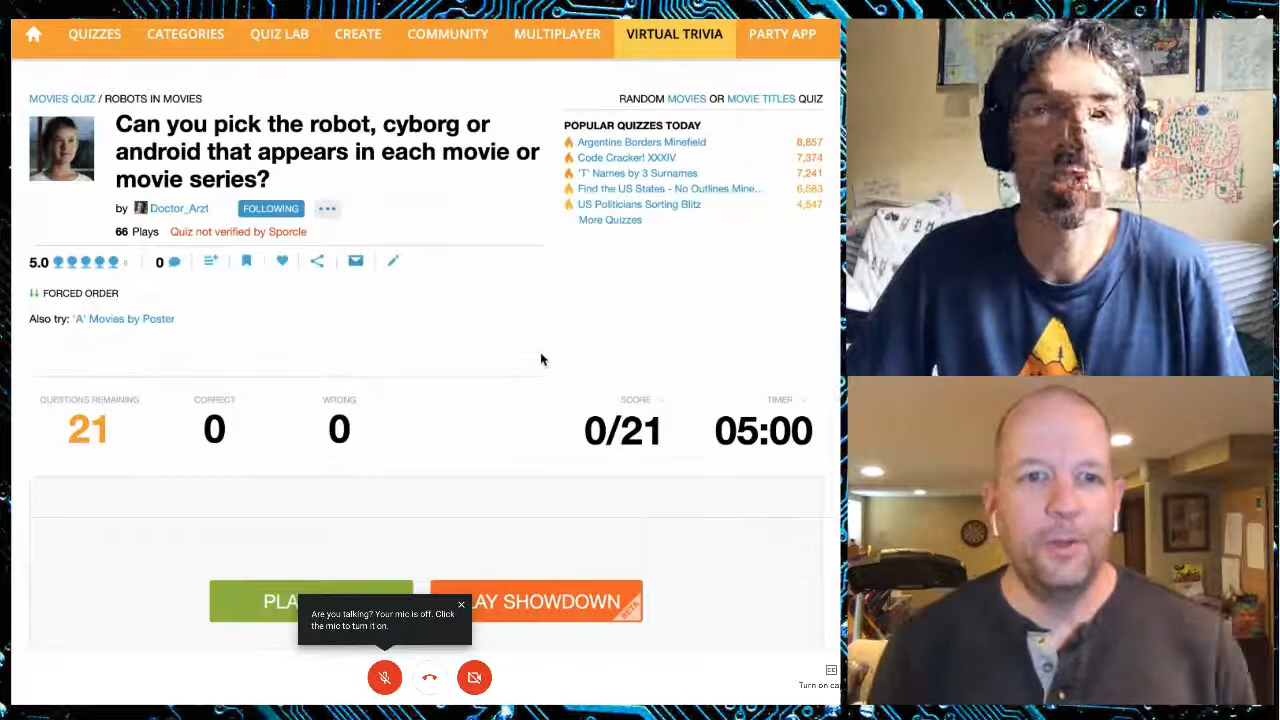 QUIZZES CATEGORIES QUIZ LAB CREATE COMMUNITY MULTIPLAYER VIRTUAL TRIVIA PARTY APP
MOVIES QUIZ / ROBOTS IN MOVIES
RANDOM MOVIES OR MOVIE TITLES QUIZ
Can you pick the robot, cyborg or
android that appears in each movie or
movie series?
by Doctor_Arzt FOLLOWING
66 Plays Quiz not verified by Sporcle
POPULAR QUIZZES TODAY
Argentine Borders Minefield 8,857
Code Cracker! XXXIV 7,374
'T' Names by 3 Surnames 7,241
Find the US States - No Outlines Mine... 6,583
US Politicians Sorting Blitz 4,547
More Quizzes
5.0 0
FORCED ORDER
Also try: 'A' Movies by Poster
QUESTIONS REMAINING CORRECT WRONG SCORE TIMER
21 0 0 0/21 05:00
PLA AY SHOWDOWN BETA
Are you talking? Your mic is off. Click
the mic to turn it on.
CC
Turn on ca